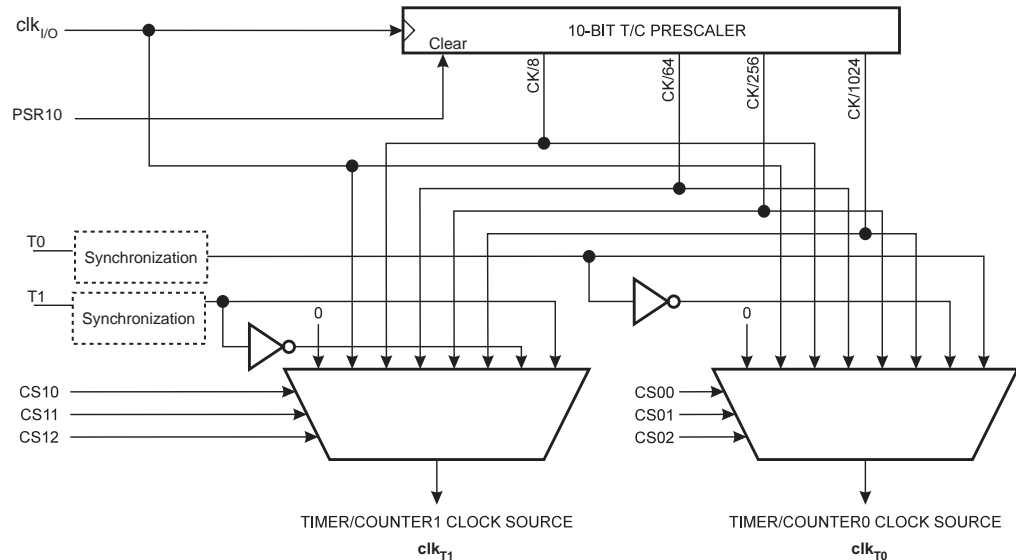 clkI/O
10-BIT T/C PRESCALER
Clear
CK/8
CK/64
CK/256
CK/1024
PSR10
T0
Synchronization
T1
Synchronization
0
0
CS10
CS11
CS12
CS00
CS01
CS02
TIMER/COUNTER1 CLOCK SOURCE
clkT1
TIMER/COUNTER0 CLOCK SOURCE
clkT0